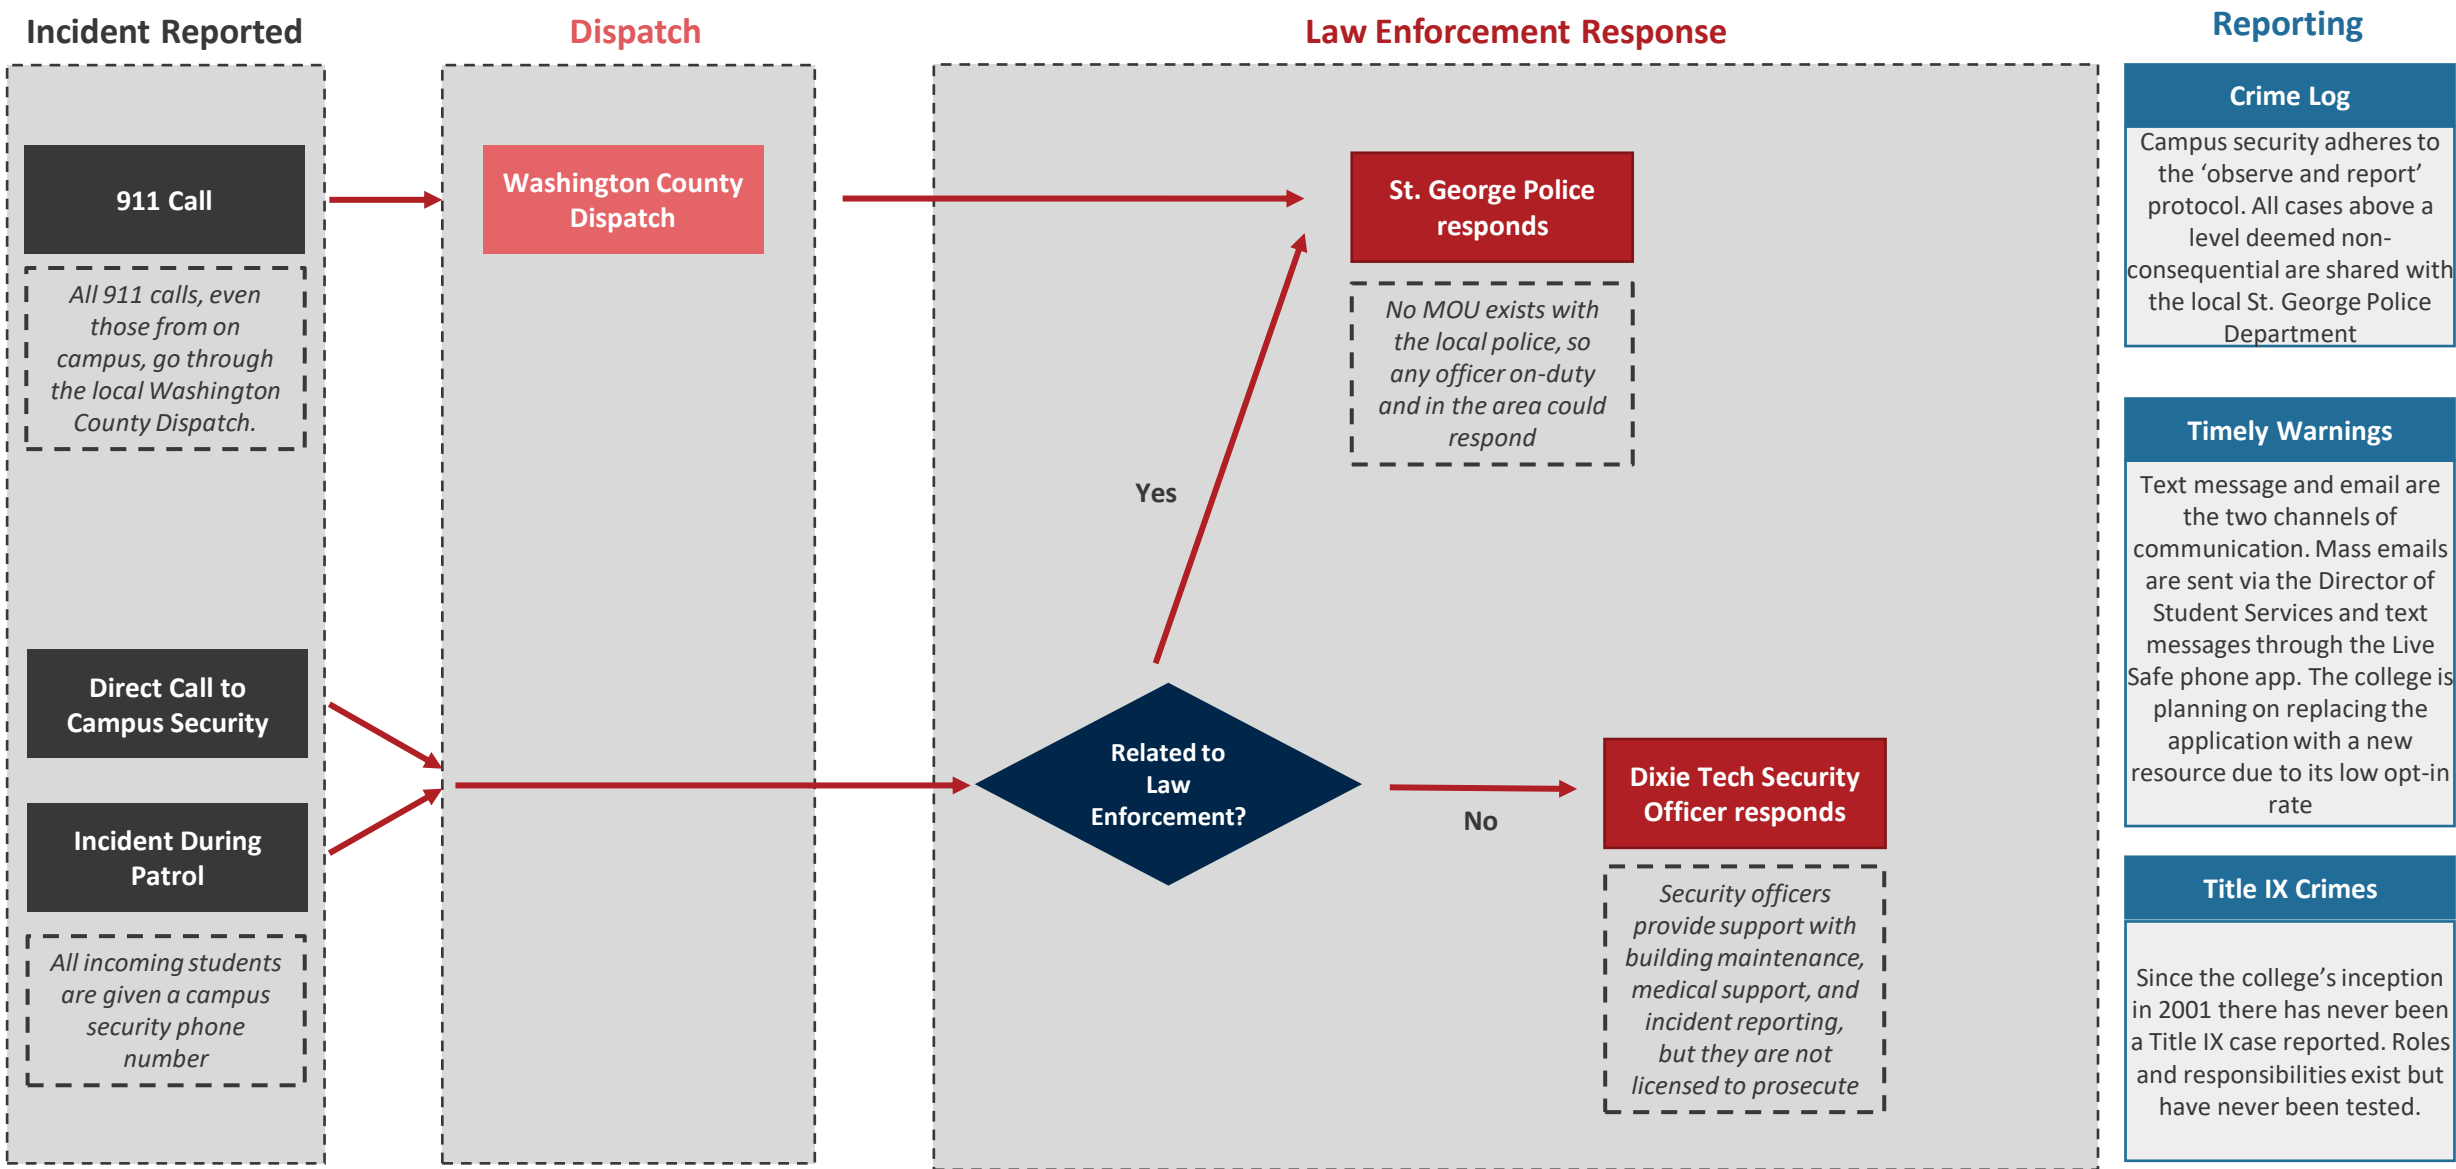 Incident Reported
Dispatch
Law Enforcement Response
Reporting
911 Call
All 911 calls, even
those from on
campus, go through
the local Washington
County Dispatch.
Direct Call to
Campus Security
Incident During
Patrol
All incoming students
are given a campus
security phone
number
Washington County
Dispatch
St. George Police
responds
No MOU exists with
the local police, so
any officer on-duty
and in the area could
respond
Yes
Related to
Law
Enforcement?
No
Dixie Tech Security
Officer responds
Security officers
provide support with
building maintenance,
medical support, and
incident reporting,
but they are not
licensed to prosecute
Crime Log
Campus security adheres to
the ‘observe and report’
protocol. All cases above a
level deemed non-
consequential are shared with
the local St. George Police
Department
Timely Warnings
Text message and email are
the two channels of
communication. Mass emails
are sent via the Director of
Student Services and text
messages through the Live
Safe phone app. The college is
planning on replacing the
application with a new
resource due to its low opt-in
rate
Title IX Crimes
Since the college’s inception
in 2001 there has never been
a Title IX case reported. Roles
and responsibilities exist but
have never been tested.